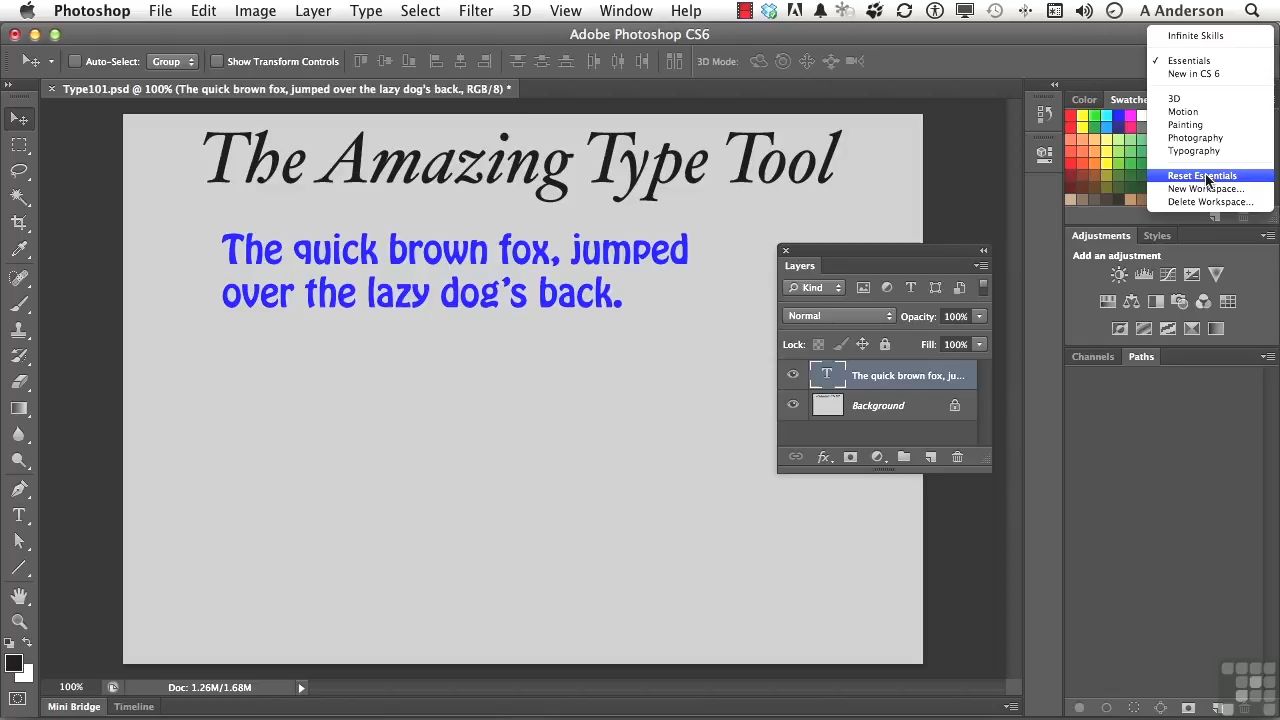 Photoshop File Edit Image Layer Type Select Filter 3D View Window Help A Anderson
Adobe Photoshop CS6
Auto-Select: Group Show Transform Controls 3D Mode:
Type101.psd @ 100% (The quick brown fox, jumped over the lazy dog's back., RGB/8) *
Infinite Skills
Essentials
New in CS 6
3D
Motion
Painting
Photography
Typography
Reset Essentials
New Workspace...
Delete Workspace...
Color Swatches
The Amazing Type Tool
The quick brown fox, jumped
over the lazy dog's back.
Adjustments Styles
Add an adjustment
Channels Paths
Layers
Kind
Normal Opacity: 100%
Lock: Fill: 100%
T The quick brown fox, ju...
Background
100% Doc: 1.26M/1.68M
Mini Bridge Timeline